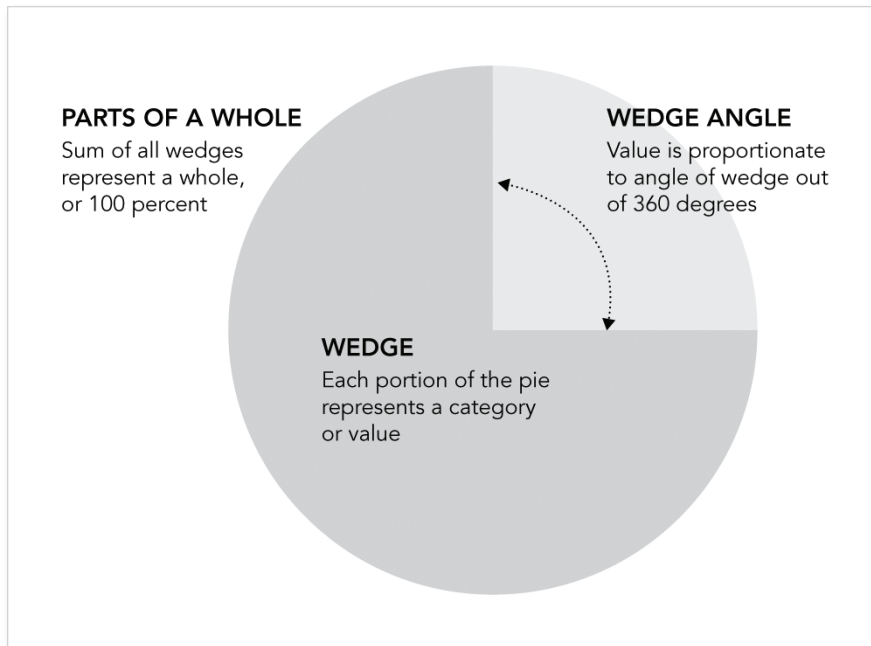 PARTS OF A WHOLE
Sum of all wedges
represent a whole,
or 100 percent
WEDGE ANGLE
Value is proportionate
to angle of wedge out
of 360 degrees
WEDGE
Each portion of the pie
represents a category
or value